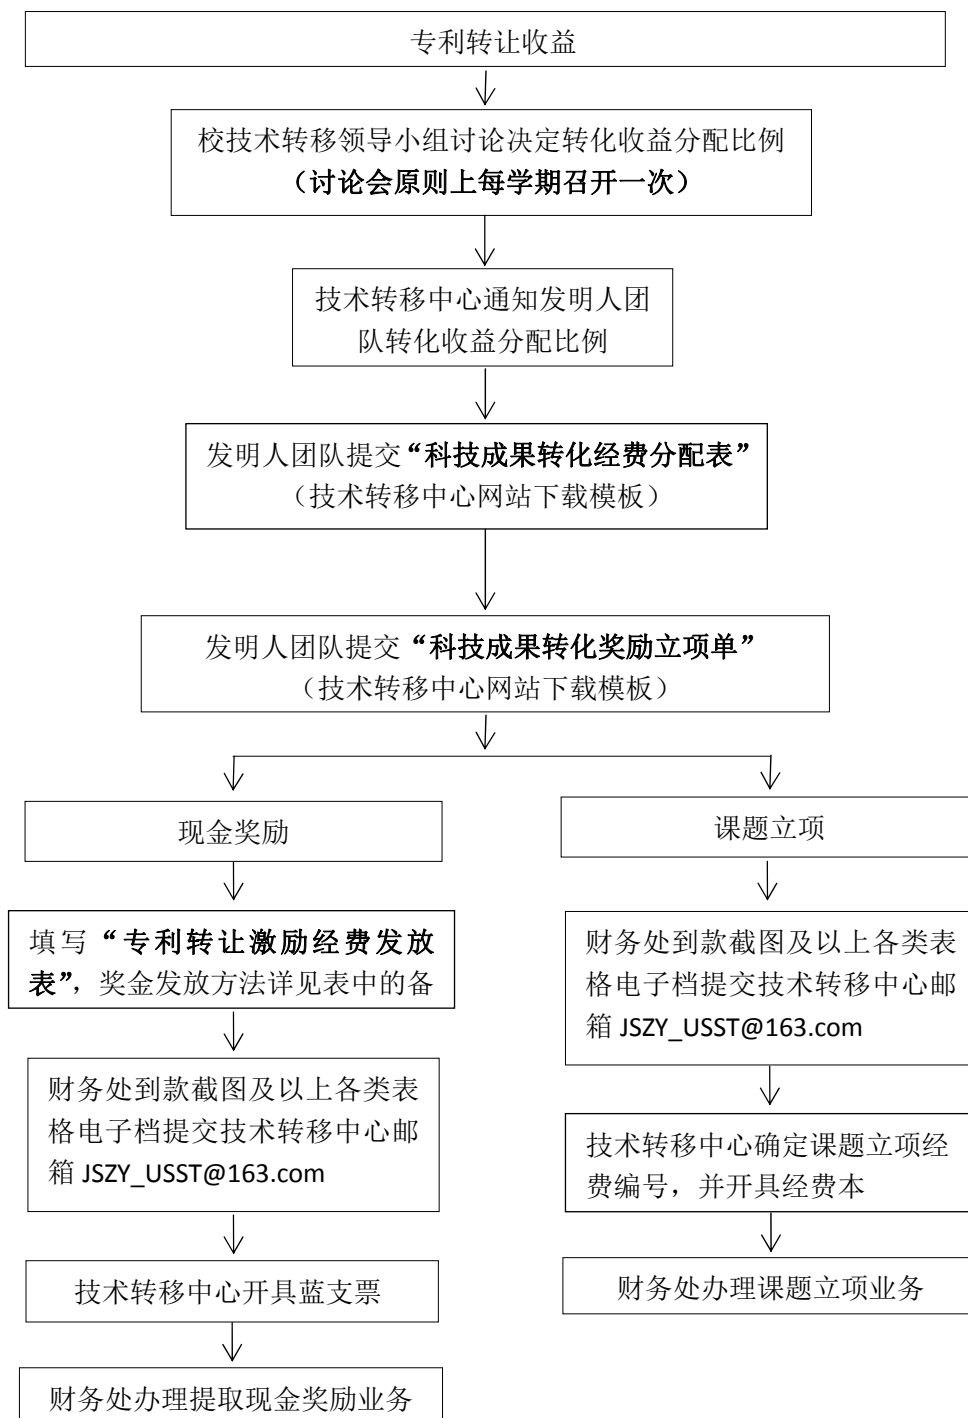 专利转让收益
校技术转移领导小组讨论决定转化收益分配比例
（讨论会原则上每学期召开一次）
技术转移中心通知发明人团
队转化收益分配比例
发明人团队提交“科技成果转化经费分配表”
（技术转移中心网站下载模板）
发明人团队提交“科技成果转化奖励立项单”
（技术转移中心网站下载模板）
现金奖励
填写“专利转让激励经费发放
表”，奖金发放方法详见表中的备
财务处到款截图及以上各类表
格电子档提交技术转移中心邮
箱 JSZY_USST@163.com
技术转移中心开具蓝支票
财务处办理提取现金奖励业务
课题立项
财务处到款截图及以上各类表
格电子档提交技术转移中心邮
箱 JSZY_USST@163.com
技术转移中心确定课题立项经
费编号，并开具经费本
财务处办理课题立项业务